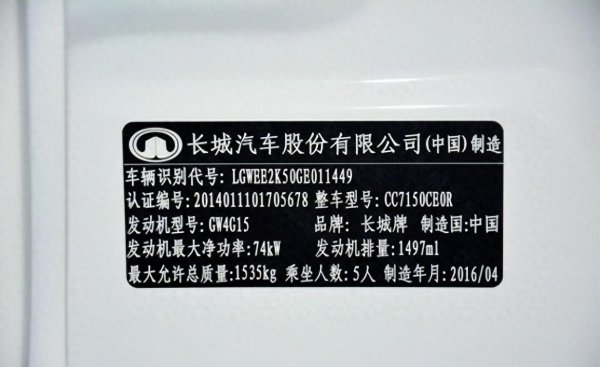 长城汽车股份有限公司(中国)制造
车辆识别代号: LGWEE2K50GE011449
认证编号:2014011101705678 整车型号:CC7150CE0R
发动机型号:GW4G15 品牌: 长城牌 制造国:中国
发动机最大净功率:74kW 发动机排量:1497ml
最大允许总质量:1535kg 乘坐人数:5人 制造年月:2016/04